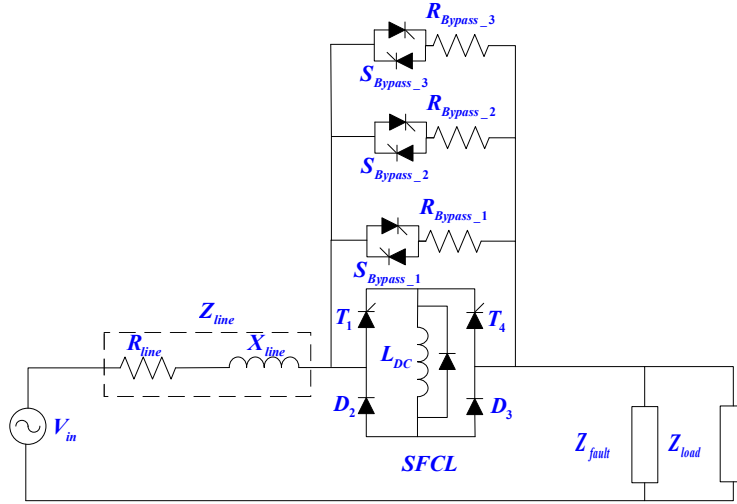 R_Bypass_3
S_Bypass_3
R_Bypass_2
S_Bypass_2
R_Bypass_1
S_Bypass_1
Z_line
R_line X_line
T_1 L_DC T_4
D_2 D_3
V_in
SFCL
Z_fault Z_load